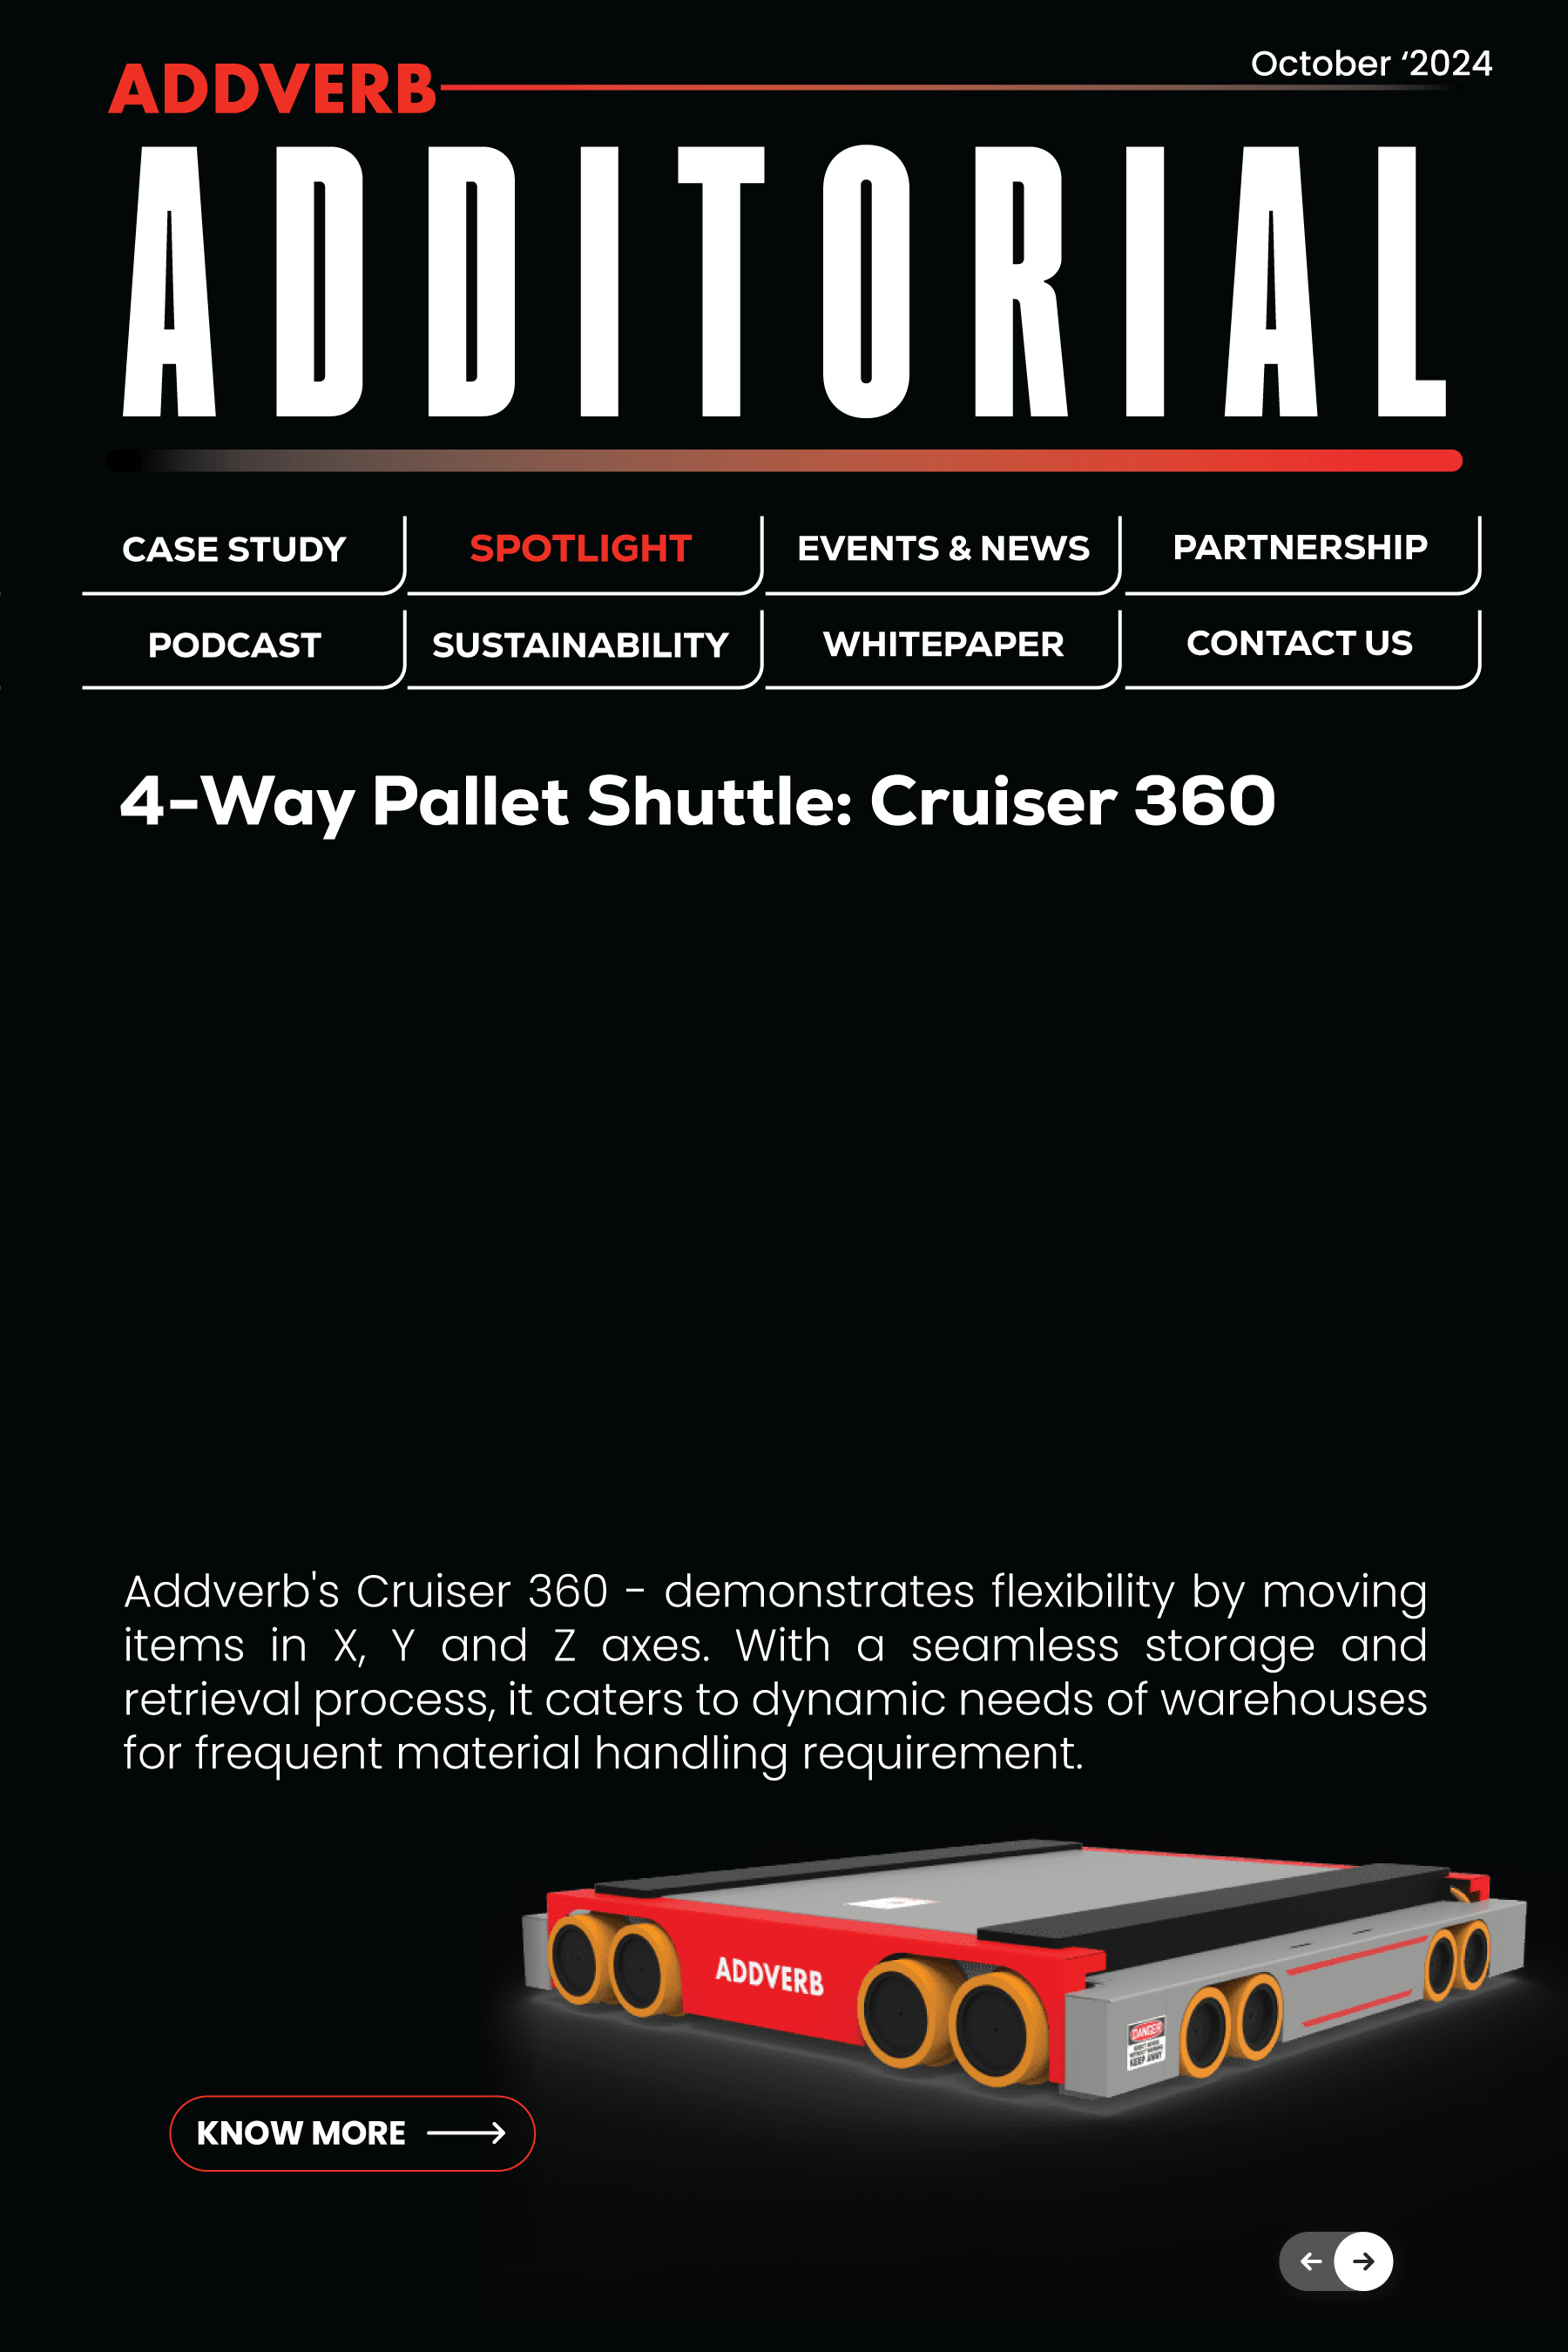 ADDVERB
October ‘2024
ADDITORIAL
CASE STUDY
SPOTLIGHT
EVENTS & NEWS
PARTNERSHIP
PODCAST
SUSTAINABILITY
WHITEPAPER
CONTACT US
4-Way Pallet Shuttle: Cruiser 360
Addverb's Cruiser 360 - demonstrates flexibility by moving
items in X, Y and Z axes. With a seamless storage and
retrieval process, it caters to dynamic needs of warehouses
for frequent material handling requirement.
ADDVERB
DANGER
KEEP AWAY
KNOW MORE